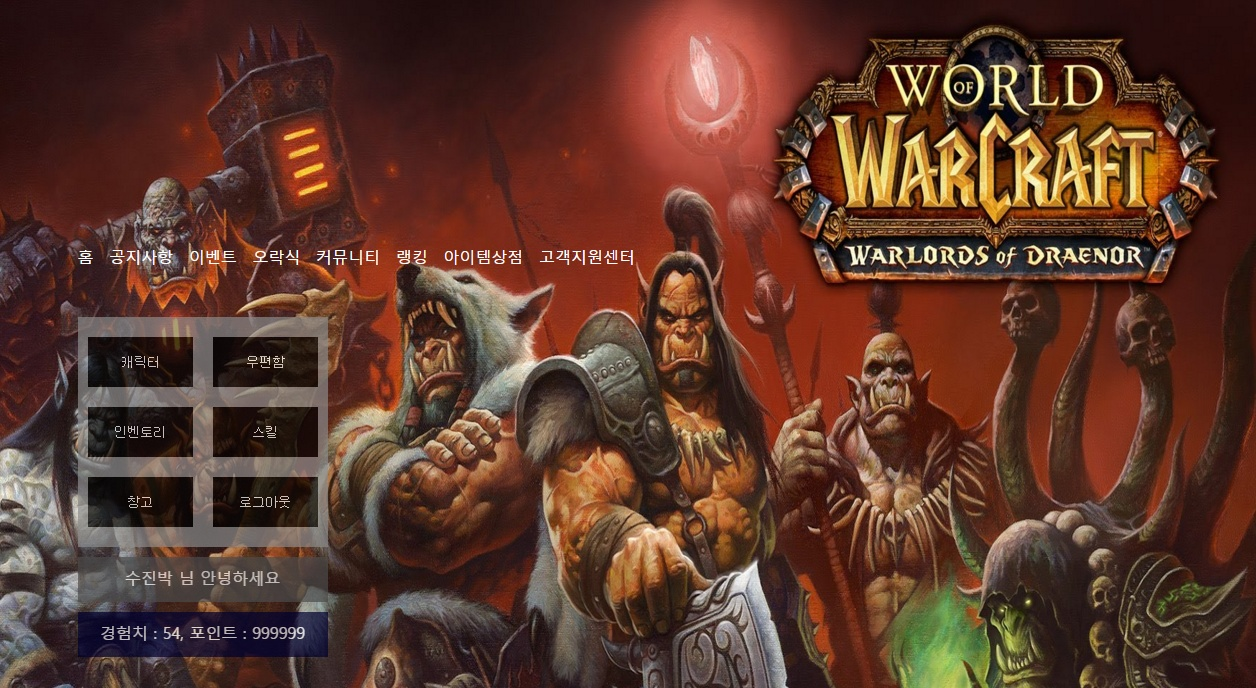 WORLD OF
WARCRAFT
WARLORDS OF DRAENOR
홈 공지사항 이벤트 오락식 커뮤니티 랭킹 아이템상점 고객지원센터
캐릭터 우편함
인벤토리 스킬
창고 로그아웃
수진박 님 안녕하세요
경험치 : 54, 포인트 : 999999